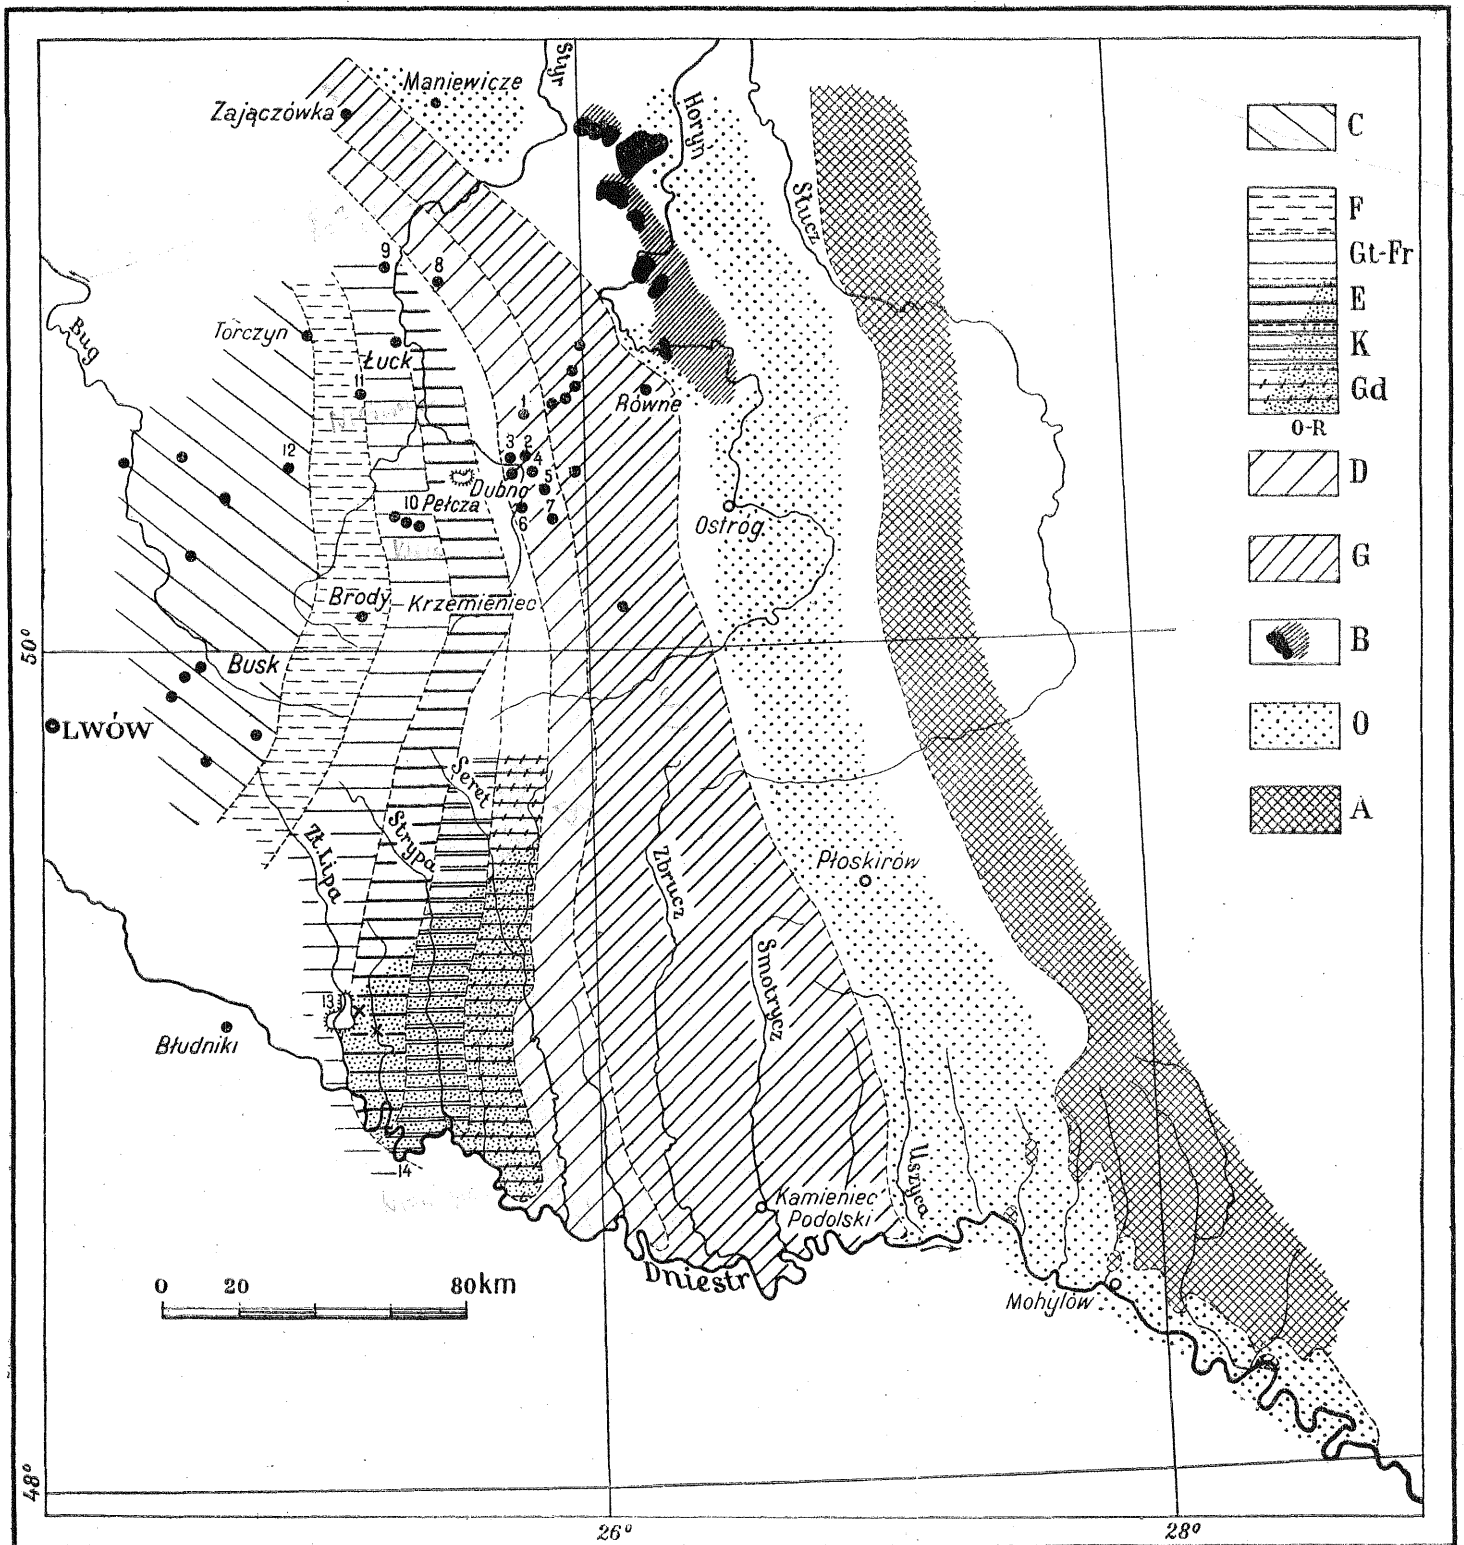 Styr
Maniewicze
Zajączówka
Horyń
Słucz
C
F
Gt-Fr
E
K
Gd
O-R
D
G
B
O
A
9
8
Bug
Torczyn
Łuck
11
Równe
1
12
3
2
4
Dubno
5
10
Pełcza
6
7
Ostróg
Brody
Krzemieniec
50°
Busk
LWÓW
Seret
Strypa
Zł. Lipa
Zbrucz
Płoskirów
Smotrycz
13
Błudniki
14
Uszyca
Kamieniec
Podolski
Dniestr
Mohylów
0
20
80km
48°
26°
28°